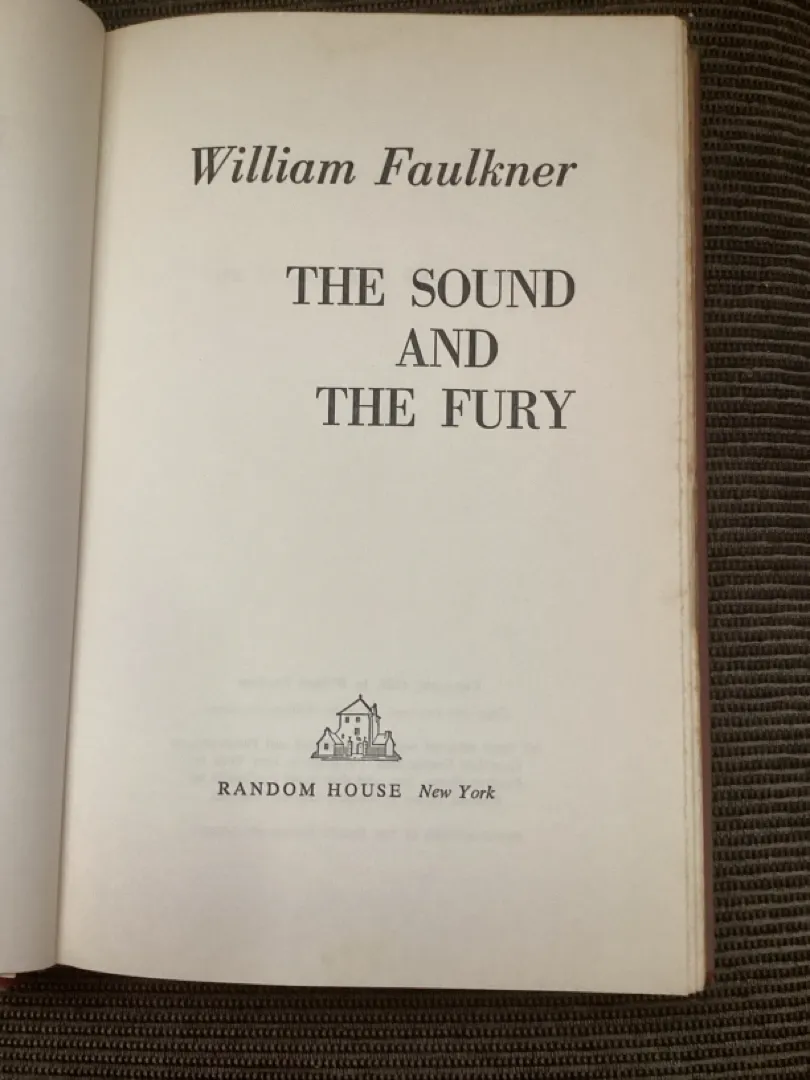 William Faulkner
THE SOUND
AND
THE FURY
RANDOM HOUSE New York